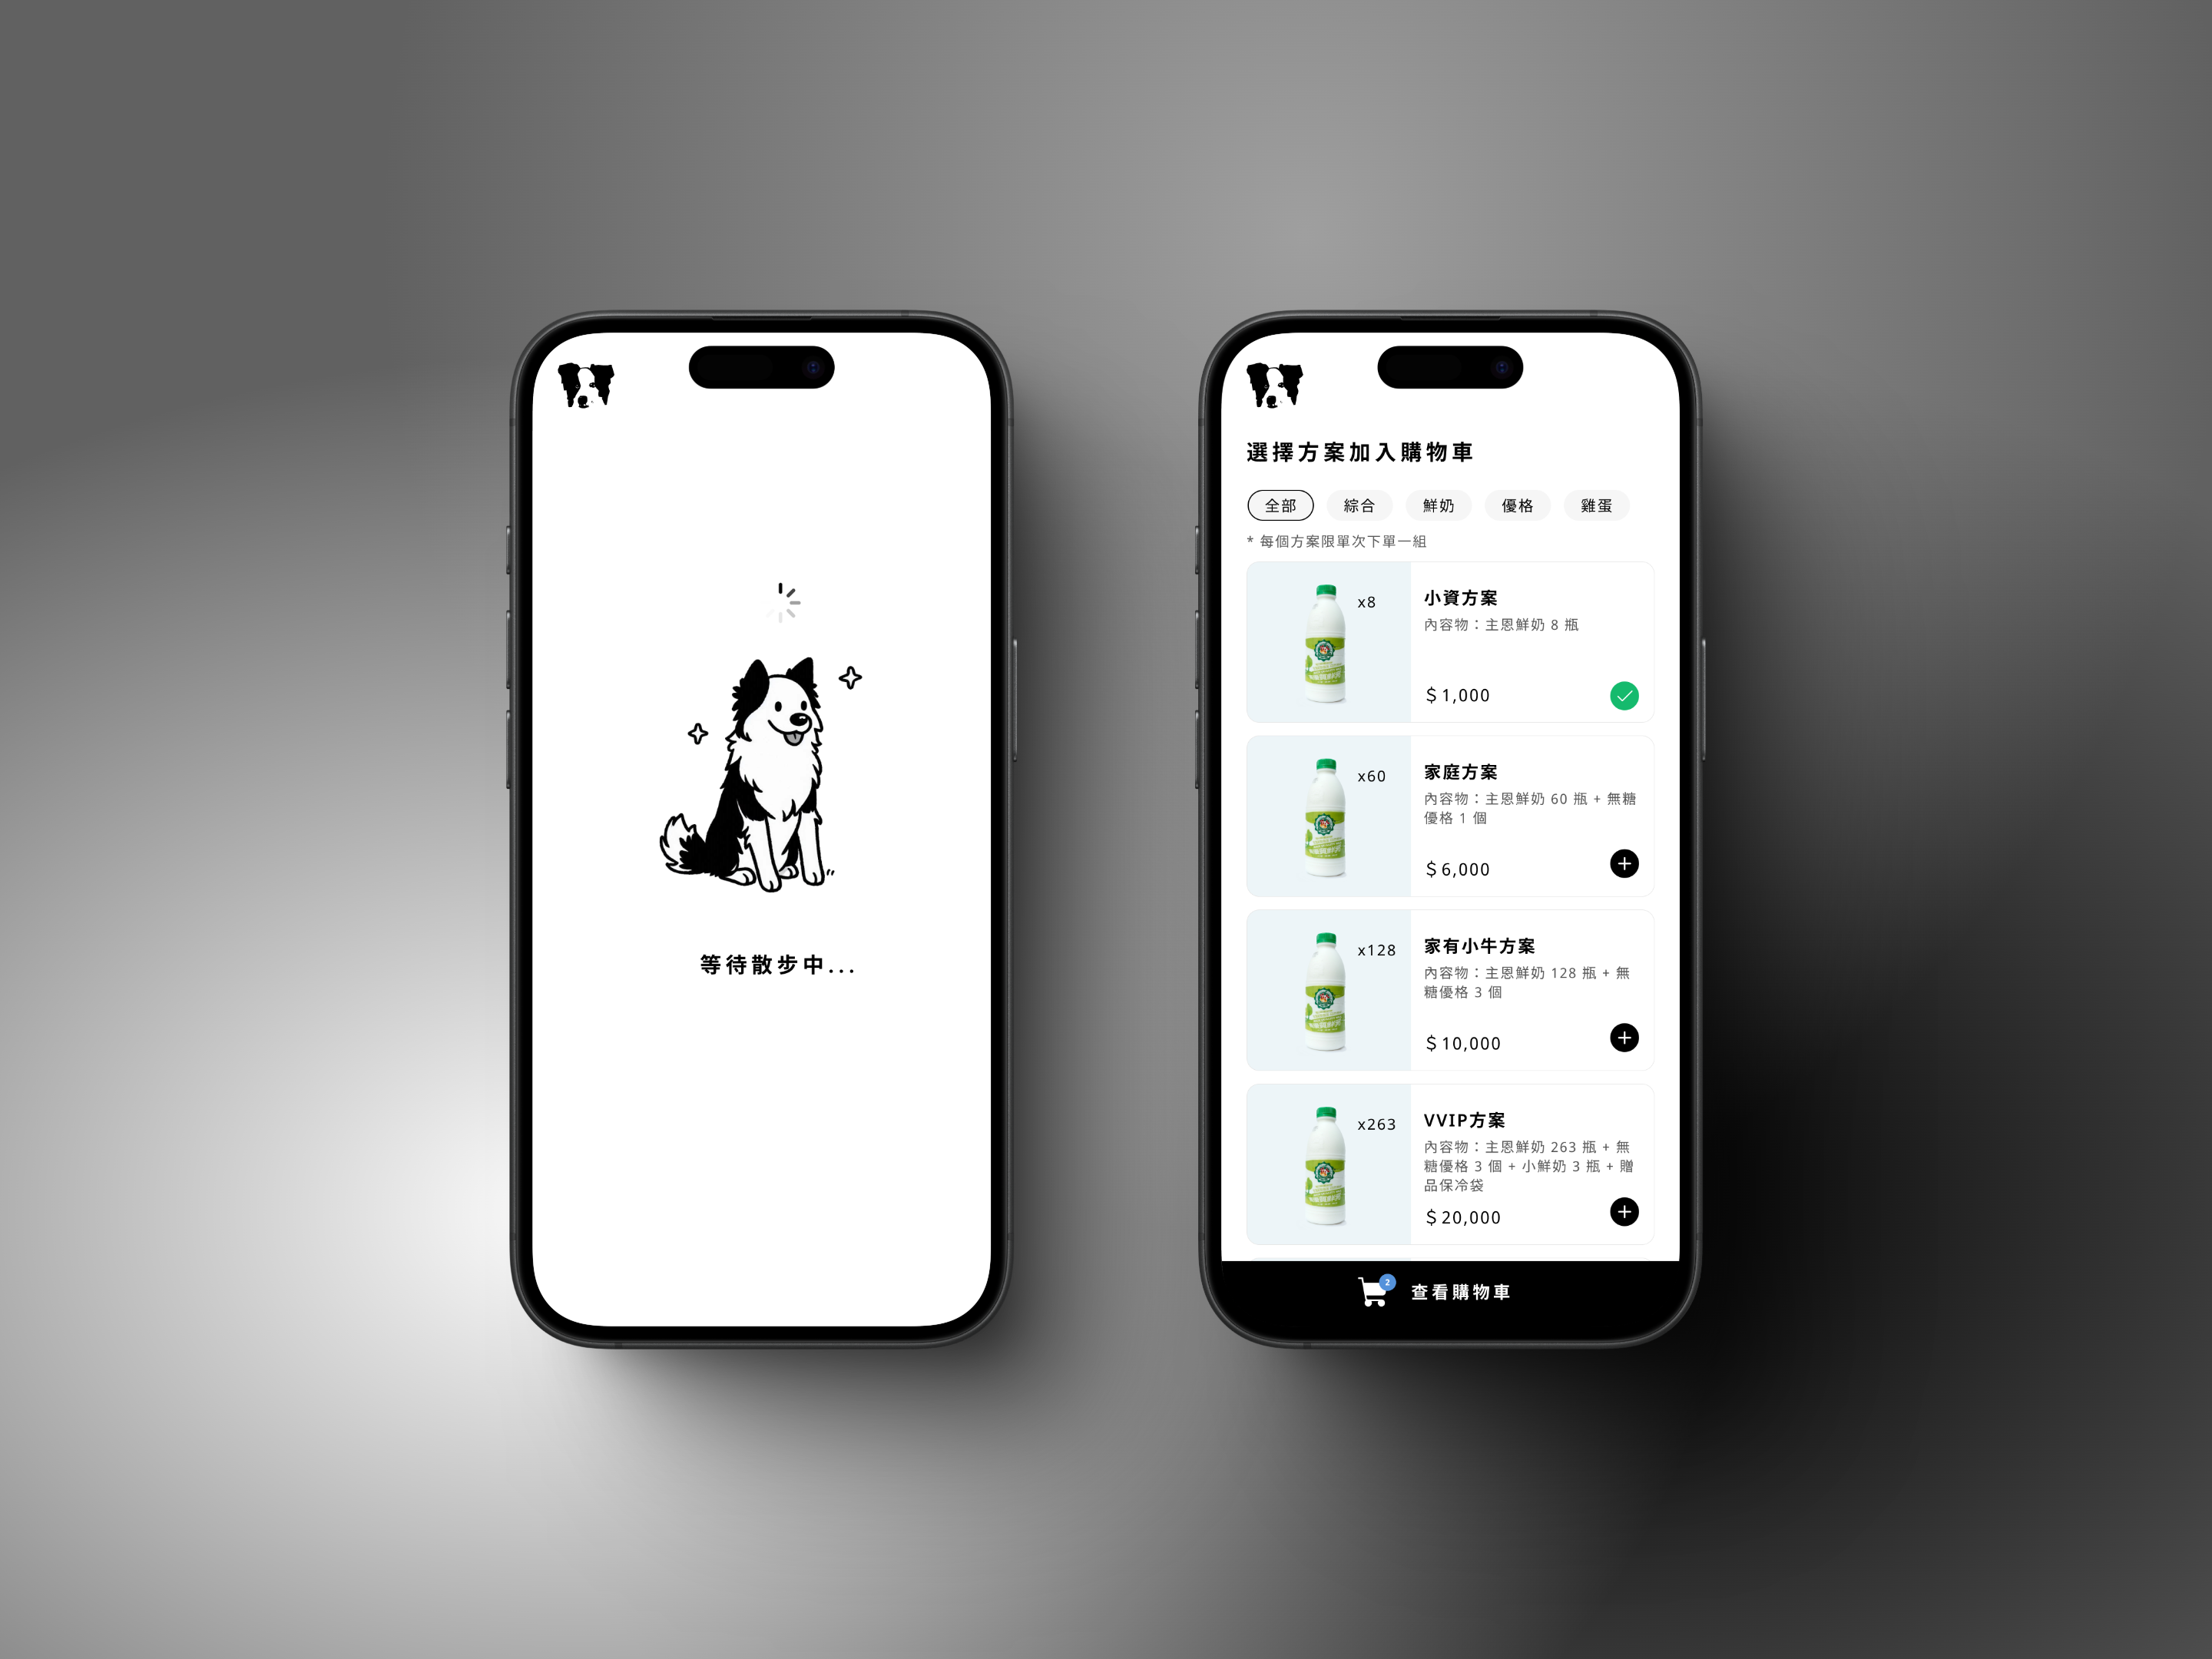 等待散步中...
選擇方案加入購物車
全部 綜合 鮮奶 優格 雞蛋
* 每個方案限單次下單一組
x8
小資方案
內容物：主恩鮮奶 8 瓶
$ 1,000
x60
家庭方案
內容物：主恩鮮奶 60 瓶 + 無糖
優格 1 個
$ 6,000
x128
家有小牛方案
內容物：主恩鮮奶 128 瓶 + 無
糖優格 3 個
$ 10,000
x263
VVIP方案
內容物：主恩鮮奶 263 瓶 + 無
糖優格 3 個 + 小鮮奶 3 瓶 + 贈
品保冷袋
$ 20,000
2
查看購物車